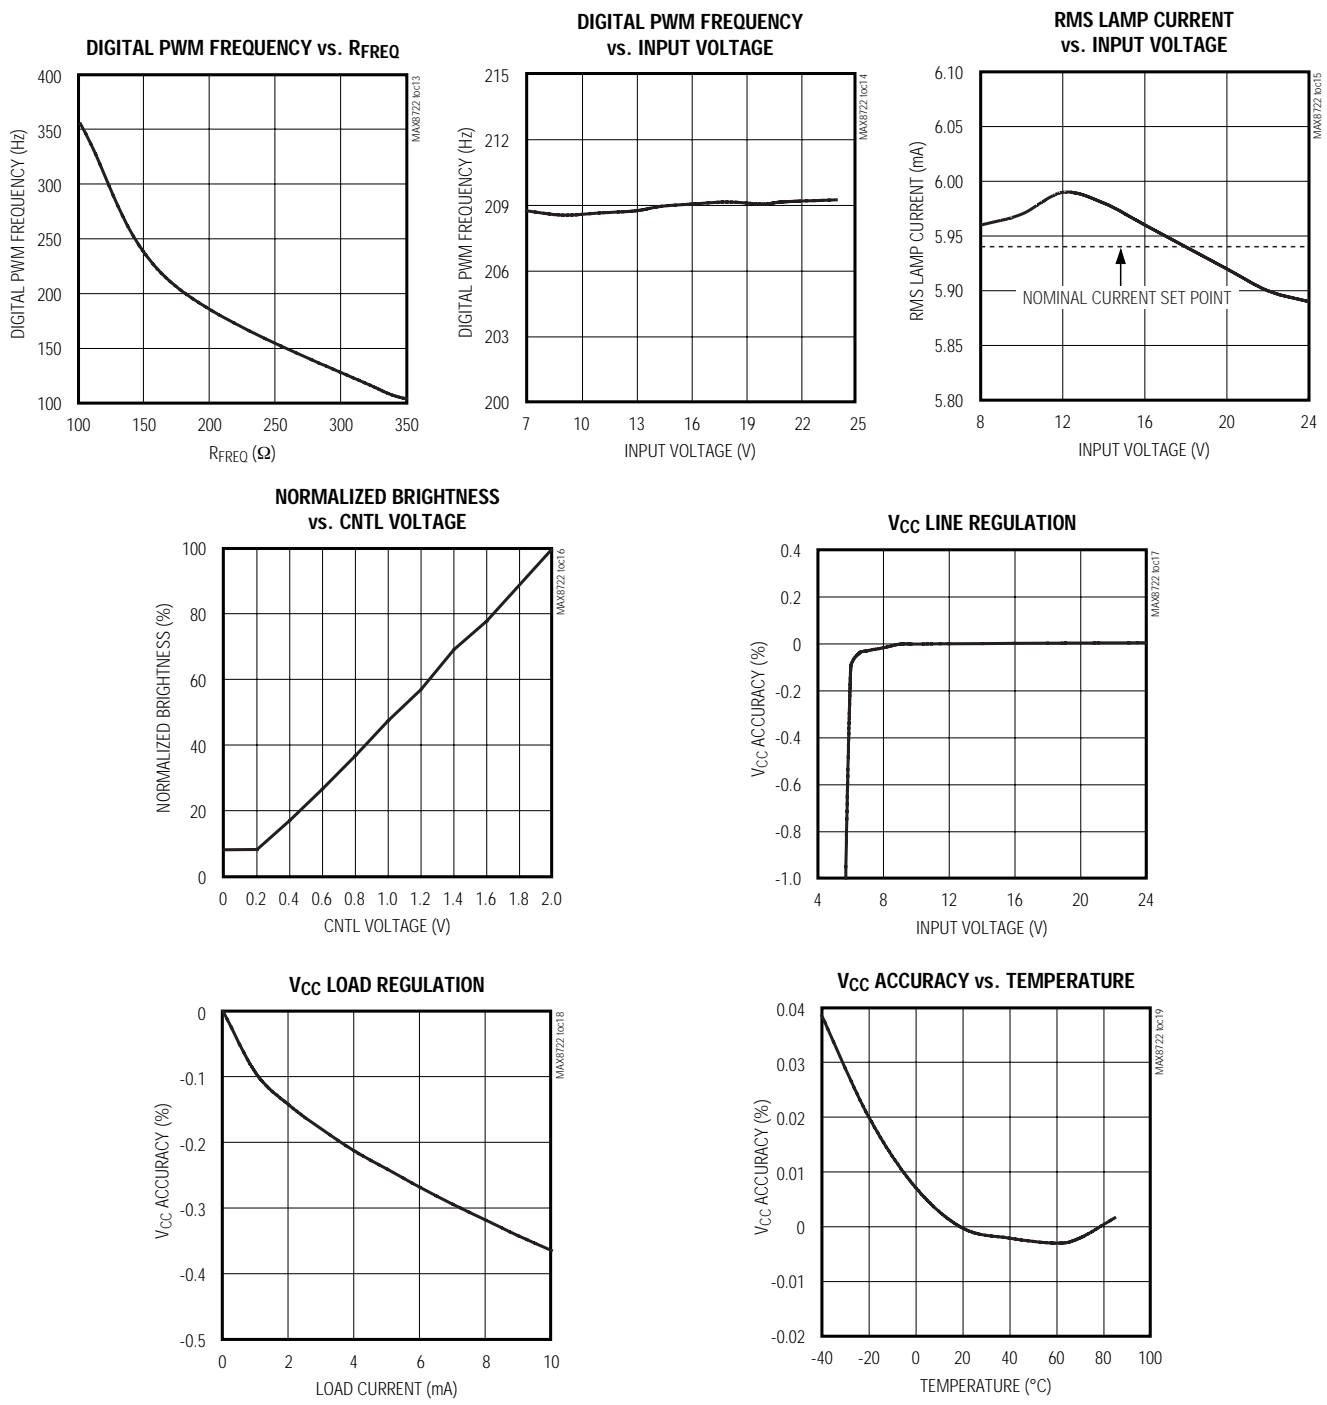 DIGITAL PWM FREQUENCY vs. RFREQ
400
350
300
250
200
150
100
100 150 200 250 300 350
DIGITAL PWM FREQUENCY (Hz)
RFREQ (Ω)
MAX8722 toc13
DIGITAL PWM FREQUENCY
vs. INPUT VOLTAGE
215
212
209
206
203
200
7 10 13 16 19 22 25
DIGITAL PWM FREQUENCY (Hz)
INPUT VOLTAGE (V)
MAX8722 toc14
RMS LAMP CURRENT
vs. INPUT VOLTAGE
6.10
6.05
6.00
5.95
5.90
5.85
5.80
8 12 16 20 24
RMS LAMP CURRENT (mA)
NOMINAL CURRENT SET POINT
INPUT VOLTAGE (V)
MAX8722 toc15
NORMALIZED BRIGHTNESS
vs. CNTL VOLTAGE
100
80
60
40
20
0
0 0.2 0.4 0.6 0.8 1.0 1.2 1.4 1.6 1.8 2.0
NORMALIZED BRIGHTNESS (%)
CNTL VOLTAGE (V)
MAX8722 toc16
VCC LINE REGULATION
0.4
0.2
0
-0.2
-0.4
-0.6
-0.8
-1.0
4 8 12 16 20 24
VCC ACCURACY (%)
INPUT VOLTAGE (V)
MAX8722 toc17
VCC LOAD REGULATION
0
-0.1
-0.2
-0.3
-0.4
-0.5
0 2 4 6 8 10
VCC ACCURACY (%)
LOAD CURRENT (mA)
MAX8722 toc18
VCC ACCURACY vs. TEMPERATURE
0.04
0.03
0.02
0.01
0
-0.01
-0.02
-40 -20 0 20 40 60 80 100
VCC ACCURACY (%)
TEMPERATURE (°C)
MAX8722 toc19